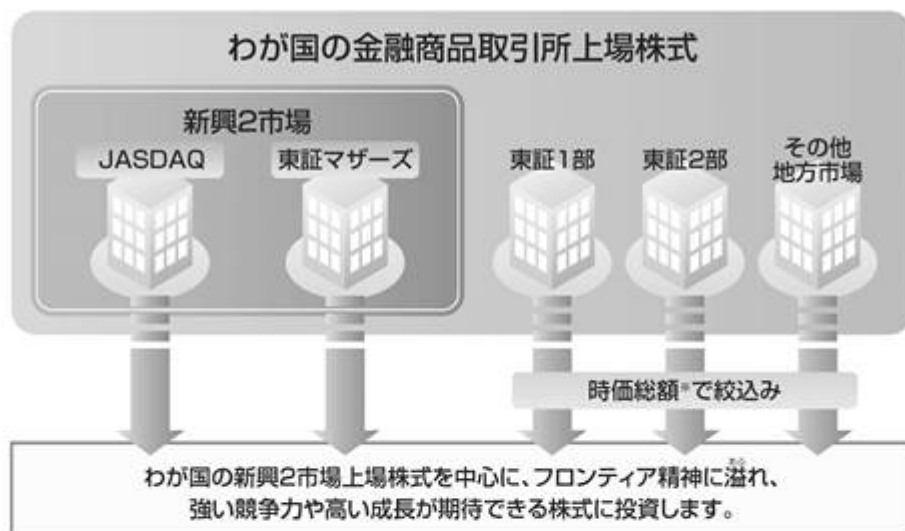 わが国の金融商品取引所上場株式
新興2市場
JASDAQ
東証マザーズ
東証1部
東証2部
その他
地方市場
時価総額※で絞込み
わが国の新興2市場上場株式を中心に、フロンティア精神に溢れ、
強い競争力や高い成長が期待できる株式に投資します。